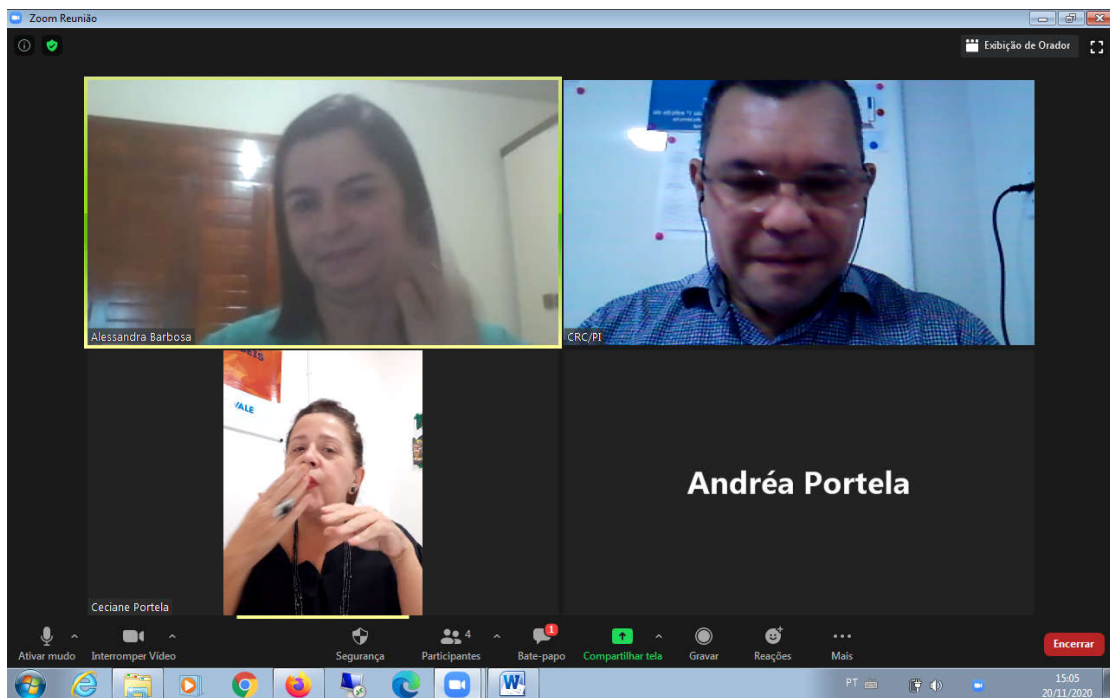 Zoom Reunião
Exibição de Orador
Alessandra Barbosa
CRC/PI
VALE
Ceciane Portela
Andréa Portela
Ativar mudo
Interromper Vídeo
Segurança
4
Participantes
1
Bate-papo
Compartilhar tela
Gravar
Reações
Mais
Encerrar
PT
15:05
20/11/2020